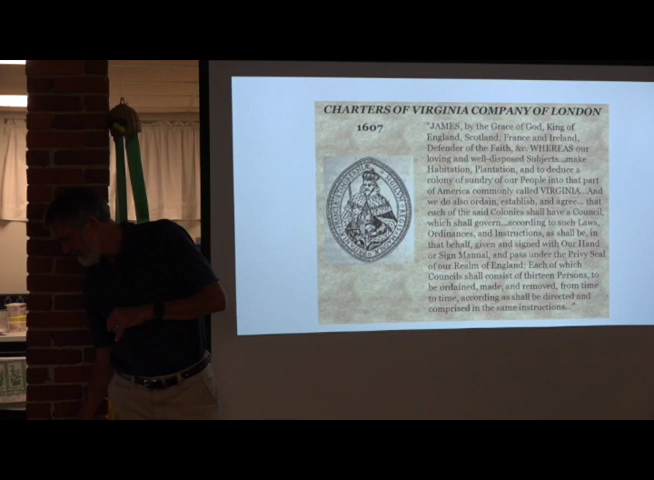 CHARTERS OF VIRGINIA COMPANY OF LONDON
1607
"JAMES, by the Grace of God, King of
England, Scotland, France and Ireland,
Defender of the Faith, &c. WHEREAS our
loving and well-disposed Subjects...make
Habitation, Plantation, and to deduce a
colony of sundry of our People into that part
of America commonly called VIRGINIA...And
we do also ordain, establish, and agree... that
each of the said Colonies shall have a Council,
which shall govern...according to such Laws,
Ordinances, and Instructions, as shall be, in
that behalf, given and signed with Our Hand
or Sign Manual, and pass under the Privy Seal
of our Realm of England; Each of which
Councils shall consist of thirteen Persons, to
be ordained, made, and removed, from time
to time, according as shall be directed and
comprised in the same instructions..."